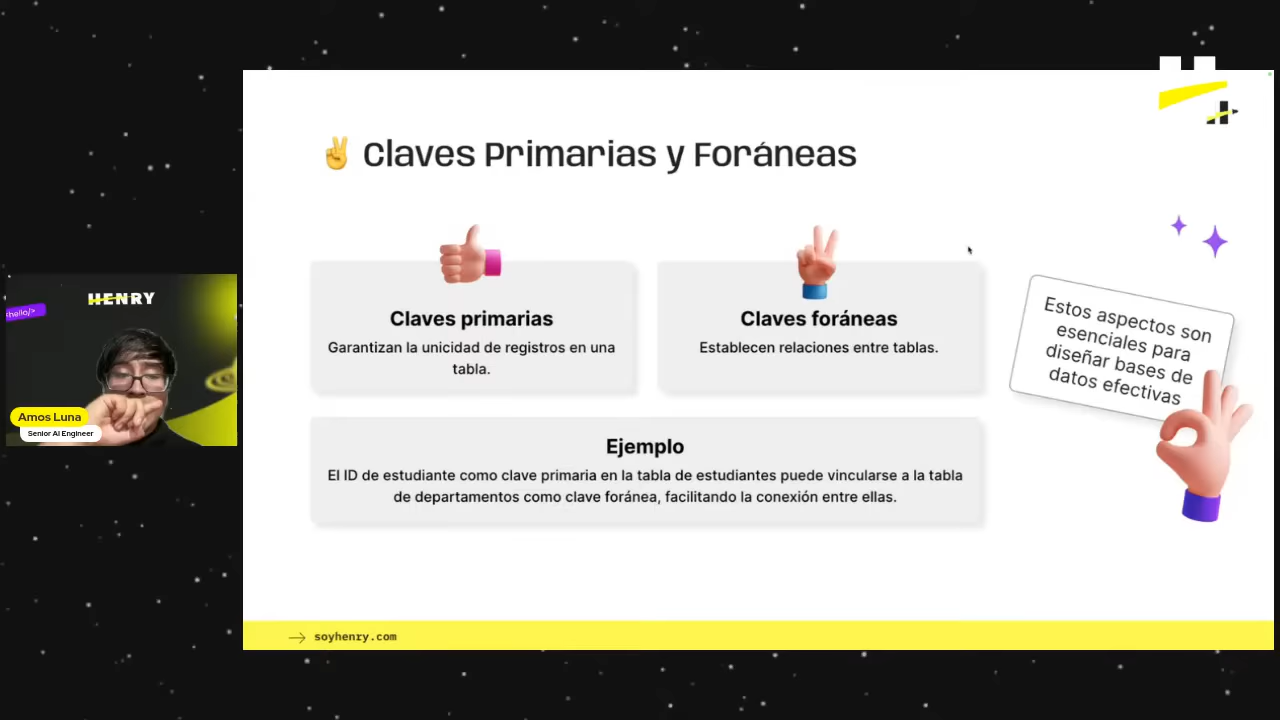 Claves Primarias y Foráneas
Claves primarias
Garantizan la unicidad de registros en una
tabla.
Claves foráneas
Establecen relaciones entre tablas.
Ejemplo
El ID de estudiante como clave primaria en la tabla de estudiantes puede vincularse a la tabla
de departamentos como clave foránea, facilitando la conexión entre ellas.
Estos aspectos son
esenciales para
diseñar bases de
datos efectivas
soyhenry.com
HENRY
<hello/>
Amos Luna
Senior AI Engineer